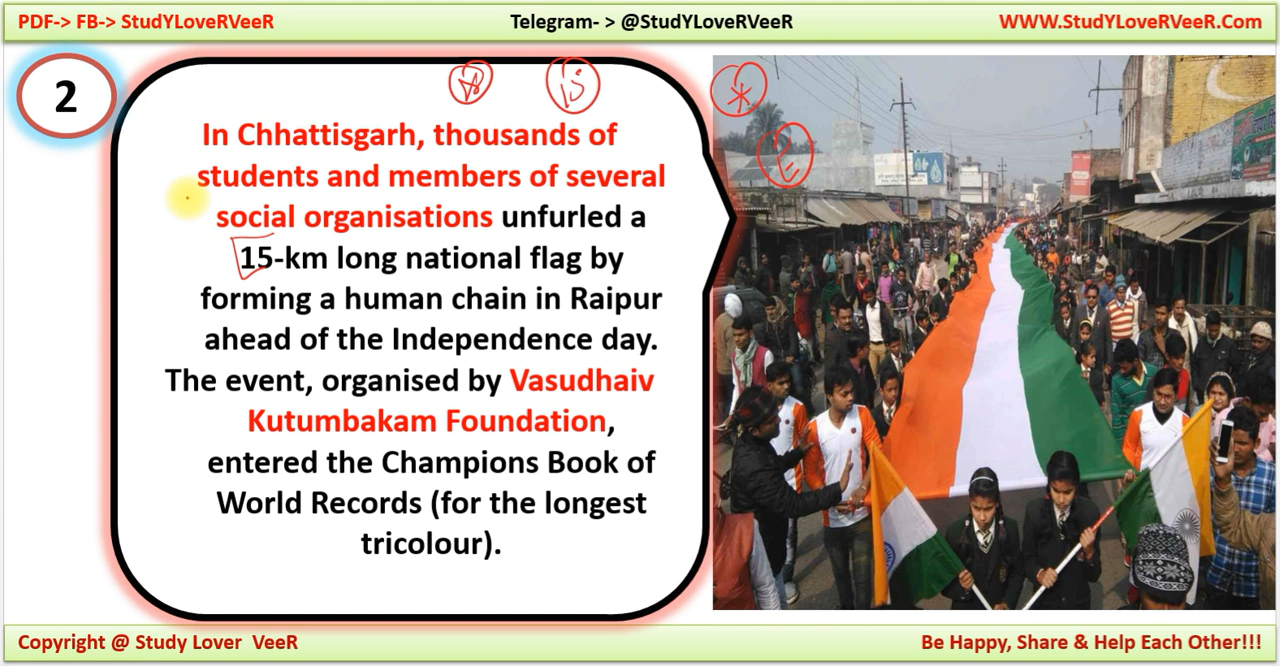 PDF-> FB-> StudYLoveRVeeR
Telegram- > @StudYLoveRVeeR
WWW.StudYLoveRVeeR.Com
2
In Chhattisgarh, thousands of
students and members of several
social organisations unfurled a
15-km long national flag by
forming a human chain in Raipur
ahead of the Independence day.
The event, organised by Vasudhaiv
Kutumbakam Foundation,
entered the Champions Book of
World Records (for the longest
tricolour).
Copyright @ Study Lover VeeR
Be Happy, Share & Help Each Other!!!